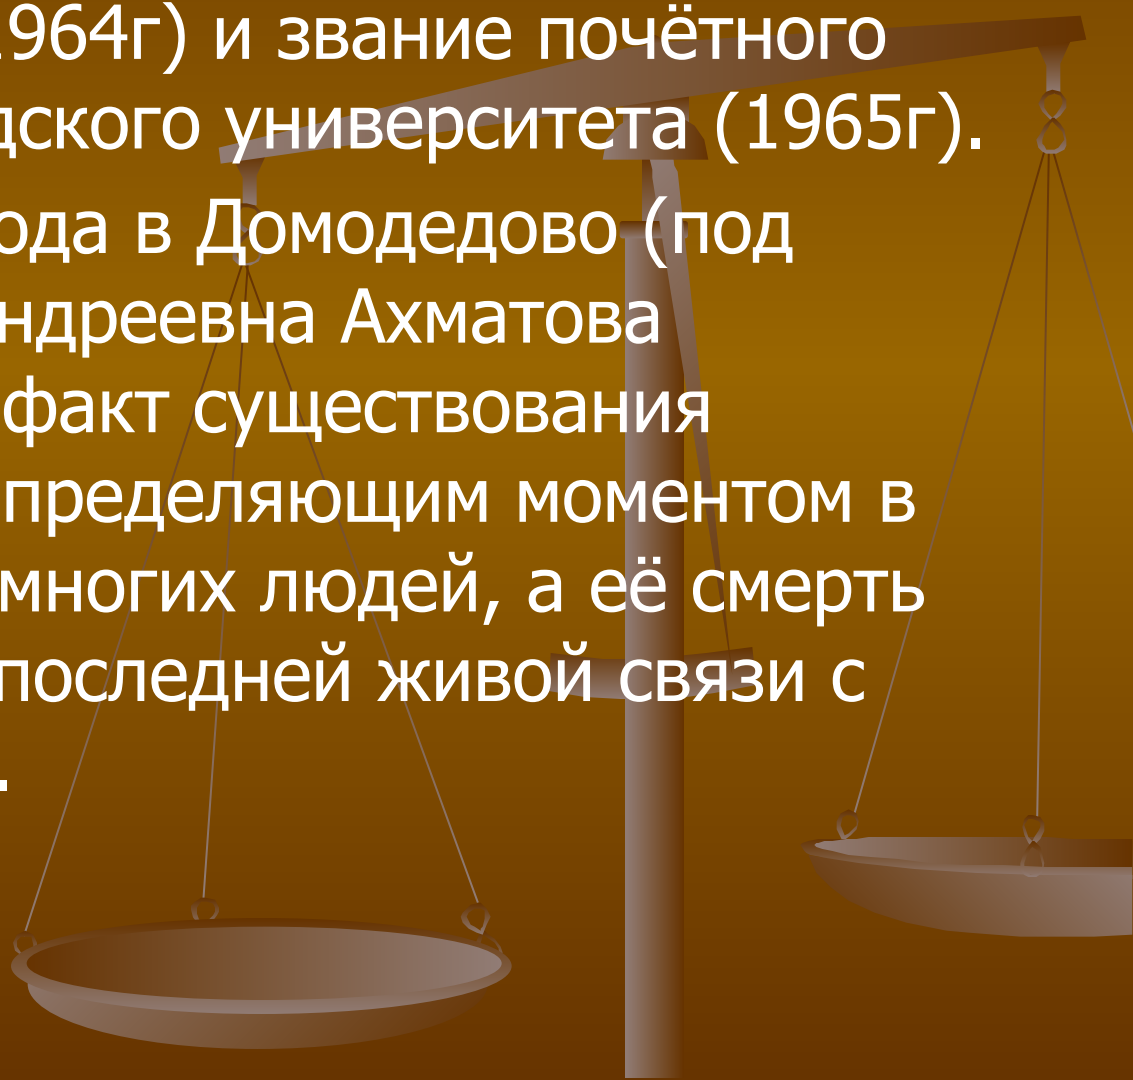 1964г) и звание почётного
дского университета (1965г).
ода в Домодедово (под
ндреевна Ахматова
факт существования
пределяющим моментом в
многих людей, а её смерть
последней живой связи с
.